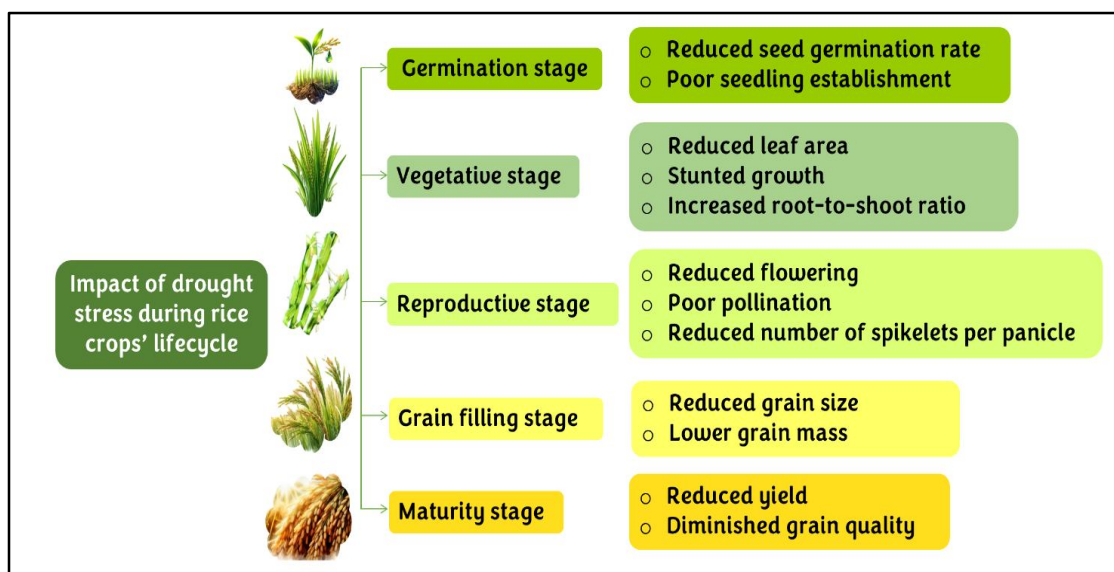 Impact of drought
stress during rice
crops' lifecycle
Germination stage
o Reduced seed germination rate
o Poor seedling establishment
Vegetative stage
o Reduced leaf area
o Stunted growth
o Increased root-to-shoot ratio
Reproductive stage
o Reduced flowering
o Poor pollination
o Reduced number of spikelets per panicle
Grain filling stage
o Reduced grain size
o Lower grain mass
Maturity stage
o Reduced yield
o Diminished grain quality